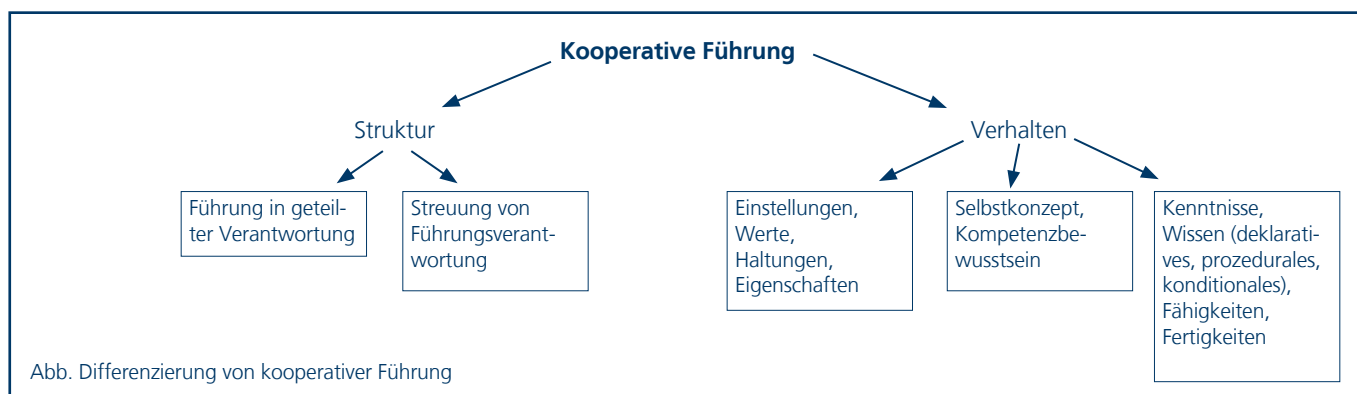 Kooperative Führung
Struktur
Verhalten
Führung in geteil-
ter Verantwortung
Streuung von
Führungsverant-
wortung
Einstellungen,
Werte,
Haltungen,
Eigenschaften
Selbstkonzept,
Kompetenzbe-
wusstsein
Kenntnisse,
Wissen (deklarati-
ves, prozedurales,
konditionales),
Fähigkeiten,
Fertigkeiten
Abb. Differenzierung von kooperativer Führung